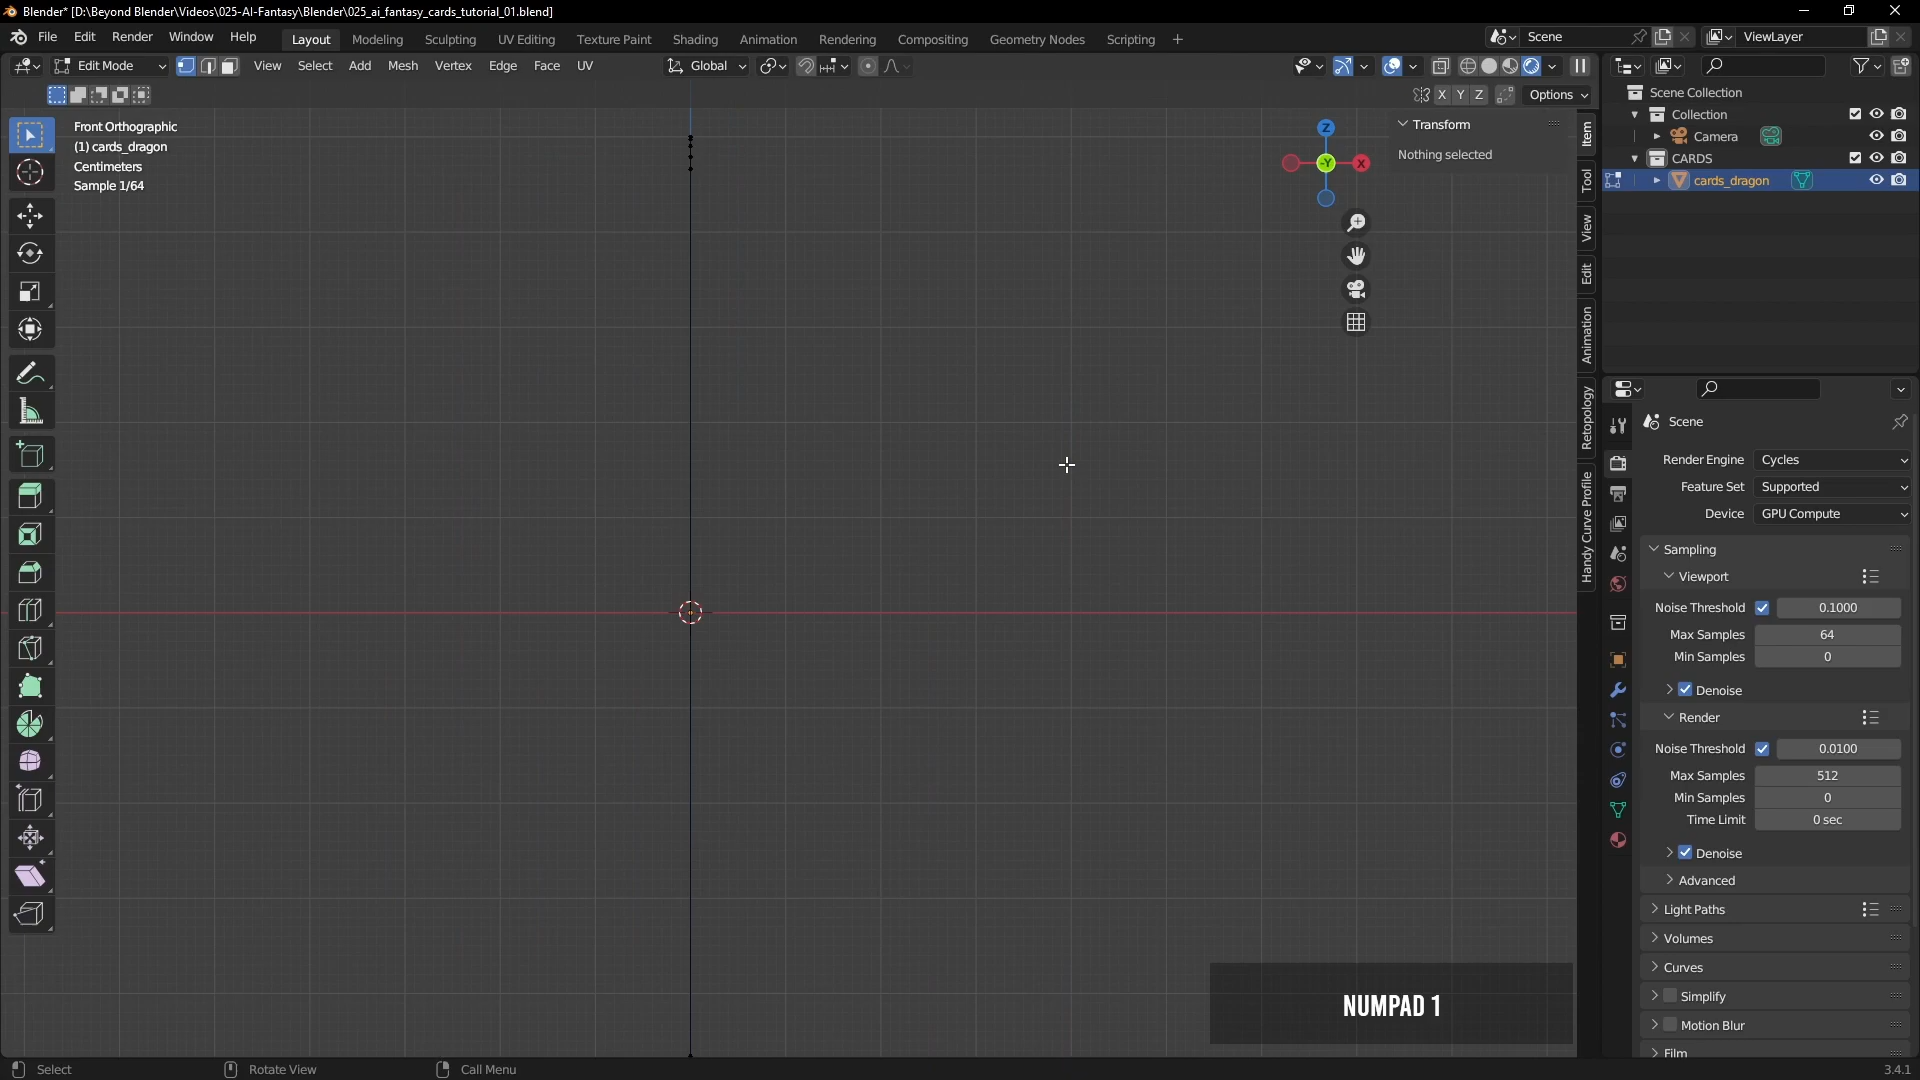 Blender* [D:\Beyond Blender\Videos\025-AI-Fantasy\Blender\025_ai_fantasy_cards_tutorial_01.blend]
File Edit Render Window Help Layout Modeling Sculpting UV Editing Texture Paint Shading Animation Rendering Compositing Geometry Nodes Scripting + Scene ViewLayer
Edit Mode View Select Add Mesh Vertex Edge Face UV Global
X Y Z Options
Front Orthographic
(1) cards_dragon
Centimeters
Sample 1/64
Z
-Y
X
Transform
Nothing selected
Item
Tool
View
Edit
Animation
Retopology
Handy Curve Profile
Scene Collection
Collection
Camera
CARDS
cards_dragon
Scene
Render Engine Cycles
Feature Set Supported
Device GPU Compute
Sampling
Viewport
Noise Threshold 0.1000
Max Samples 64
Min Samples 0
Denoise
Render
Noise Threshold 0.0100
Max Samples 512
Min Samples 0
Time Limit 0 sec
Denoise
Advanced
Light Paths
Volumes
Curves
Simplify
Motion Blur
Film
NUMPAD 1
Select Rotate View Call Menu 3.4.1